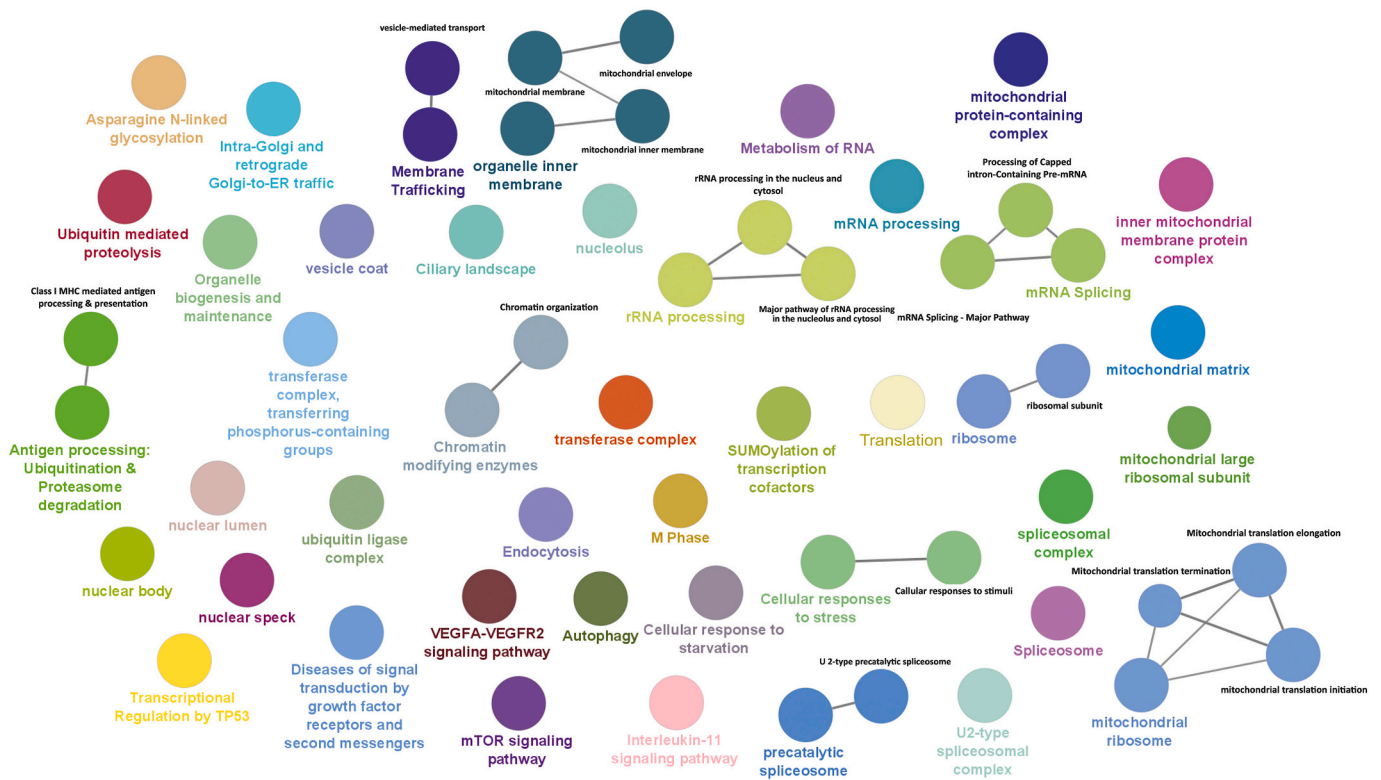 vesicle-mediated transport
mitochondrial envelope
mitochondrial membrane
mitochondrial inner membrane
organelle inner
membrane
Membrane
Trafficking
Asparagine N-linked
glycosylation
Intra-Golgi and
retrograde
Golgi-to-ER traffic
Metabolism of RNA
mitochondrial
protein-containing
complex
Ubiquitin mediated
proteolysis
Organelle
biogenesis and
maintenance
vesicle coat
Ciliary landscape
nucleolus
rRNA processing in the nucleus and
cytosol
rRNA processing
Major pathway of rRNA processing
in the nucleolus and cytosol
mRNA processing
Processing of Capped
intron-Containing Pre-mRNA
mRNA Splicing
mRNA Splicing - Major Pathway
inner mitochondrial
membrane protein
complex
Class I MHC mediated antigen
processing & presentation
Antigen processing:
Ubiquitination &
Proteasome
degradation
transferase
complex,
transferring
phosphorus-containing
groups
Chromatin organization
Chromatin
modifying enzymes
transferase complex
SUMOylation of
transcription
cofactors
Translation
ribosome
ribosomal subunit
mitochondrial matrix
mitochondrial large
ribosomal subunit
nuclear lumen
ubiquitin ligase
complex
Endocytosis
M Phase
spliceosomal
complex
nuclear body
nuclear speck
VEGFA-VEGFR2
signaling pathway
Autophagy
Cellular response to
starvation
Cellular responses
to stress
Cellular responses to stimuli
Spliceosome
Mitochondrial translation elongation
Mitochondrial translation termination
mitochondrial translation initiation
mitochondrial
ribosome
Transcriptional
Regulation by TP53
Diseases of signal
transduction by
growth factor
receptors and
second messengers
mTOR signaling
pathway
Interleukin-11
signaling pathway
U 2-type precatalytic spliceosome
precatalytic
spliceosome
U2-type
spliceosomal
complex